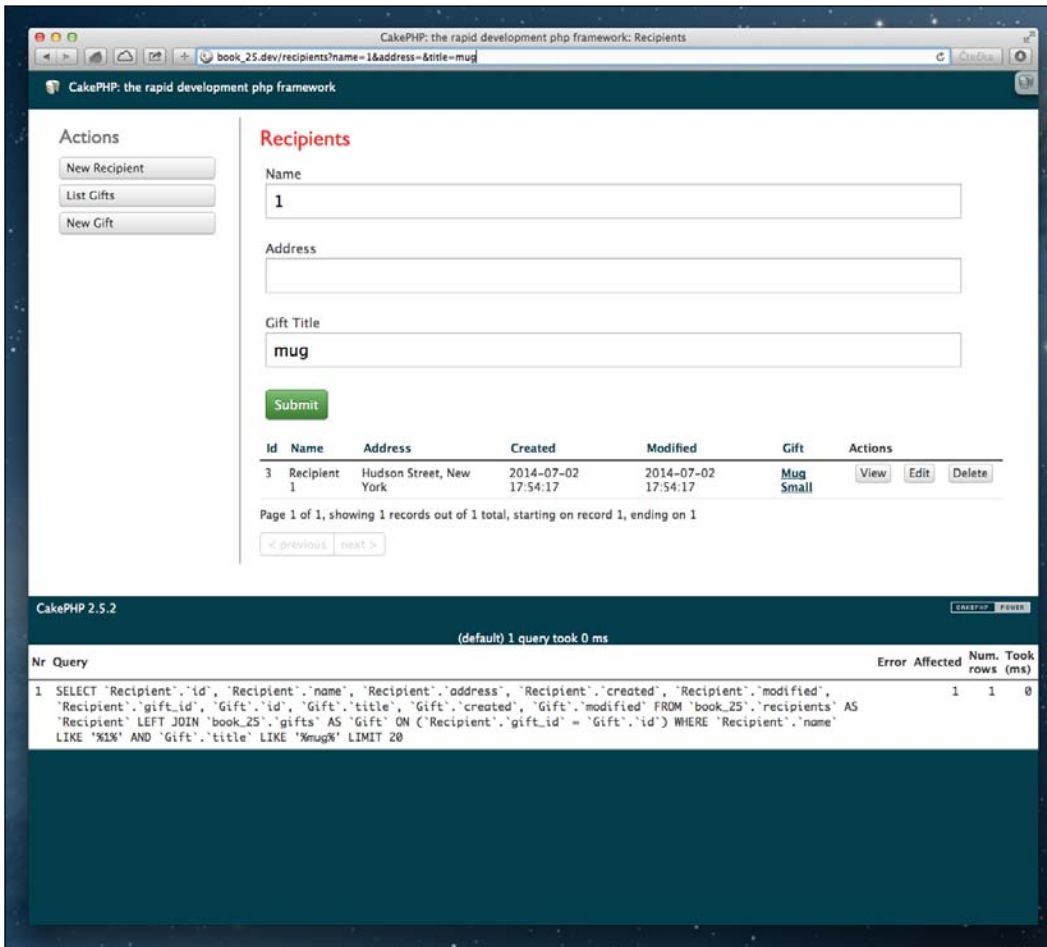 CakePHP: the rapid development php framework: Recipients
book_25.dev/recipients?name=1&address=&title=mug
Čtečka
CakePHP: the rapid development php framework
Actions
New Recipient
List Gifts
New Gift
Recipients
Name
1
Address
Gift Title
mug
Submit
Id Name Address Created Modified Gift Actions
3 Recipient Hudson Street, New 2014-07-02 2014-07-02 Mug View Edit Delete
1 York 17:54:17 17:54:17 Small
Page 1 of 1, showing 1 records out of 1 total, starting on record 1, ending on 1
< previous next >
CakePHP 2.5.2
CAKEPHP POWER
(default) 1 query took 0 ms
Nr Query Error Affected Num. rows Took (ms)
1 SELECT `Recipient`.`id`, `Recipient`.`name`, `Recipient`.`address`, `Recipient`.`created`, `Recipient`.`modified`, 1 1 0
`Recipient`.`gift_id`, `Gift`.`id`, `Gift`.`title`, `Gift`.`created`, `Gift`.`modified` FROM `book_25`.`recipients` AS
`Recipient` LEFT JOIN `book_25`.`gifts` AS `Gift` ON (`Recipient`.`gift_id` = `Gift`.`id`) WHERE `Recipient`.`name`
LIKE '%1%' AND `Gift`.`title` LIKE '%mug%' LIMIT 20